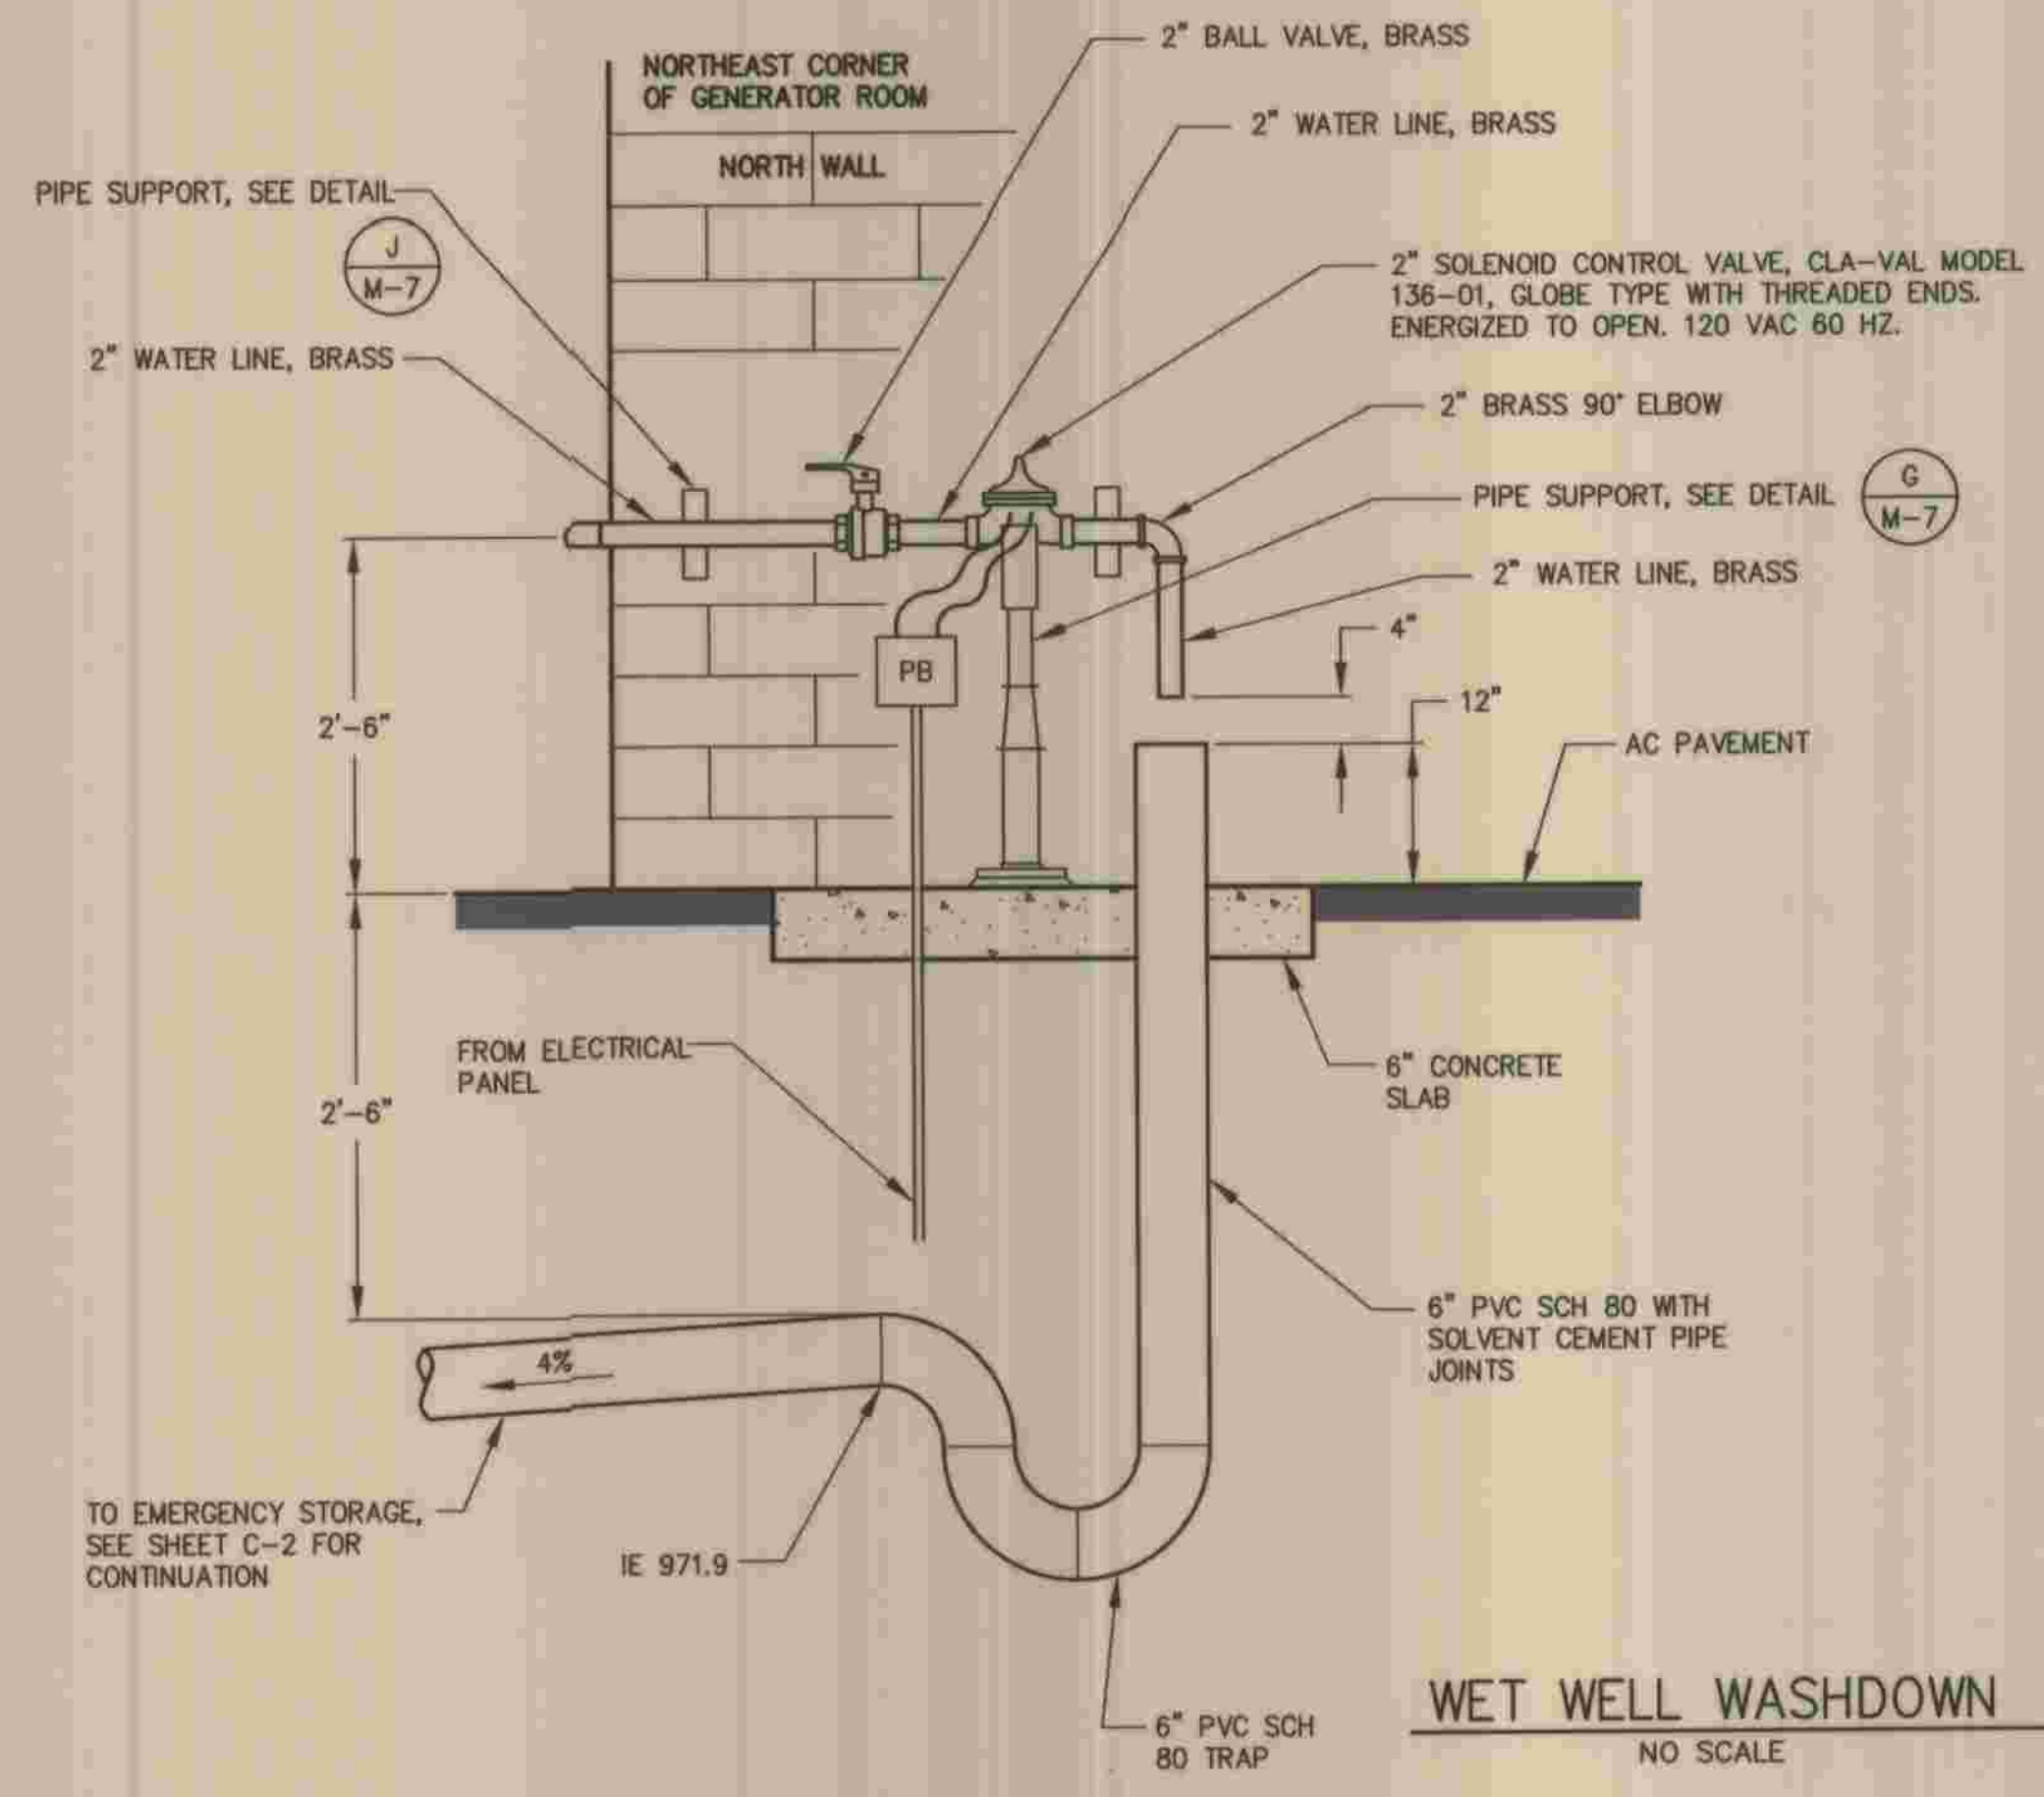 2" BALL VALVE, BRASS
NORTHEAST CORNER
OF GENERATOR ROOM
2" WATER LINE, BRASS
NORTH WALL
PIPE SUPPORT, SEE DETAIL
J
M-7
2" SOLENOID CONTROL VALVE, CLA-VAL MODEL
136-01, GLOBE TYPE WITH THREADED ENDS.
ENERGIZED TO OPEN. 120 VAC 60 HZ.
2" WATER LINE, BRASS
2" BRASS 90° ELBOW
PIPE SUPPORT, SEE DETAIL
G
M-7
2" WATER LINE, BRASS
4"
PB
12"
2'-6"
AC PAVEMENT
FROM ELECTRICAL
PANEL
6" CONCRETE
SLAB
2'-6"
6" PVC SCH 80 WITH
SOLVENT CEMENT PIPE
JOINTS
4%
TO EMERGENCY STORAGE,
SEE SHEET C-2 FOR
CONTINUATION
IE 971.9
6" PVC SCH
80 TRAP
WET WELL WASHDOWN
NO SCALE